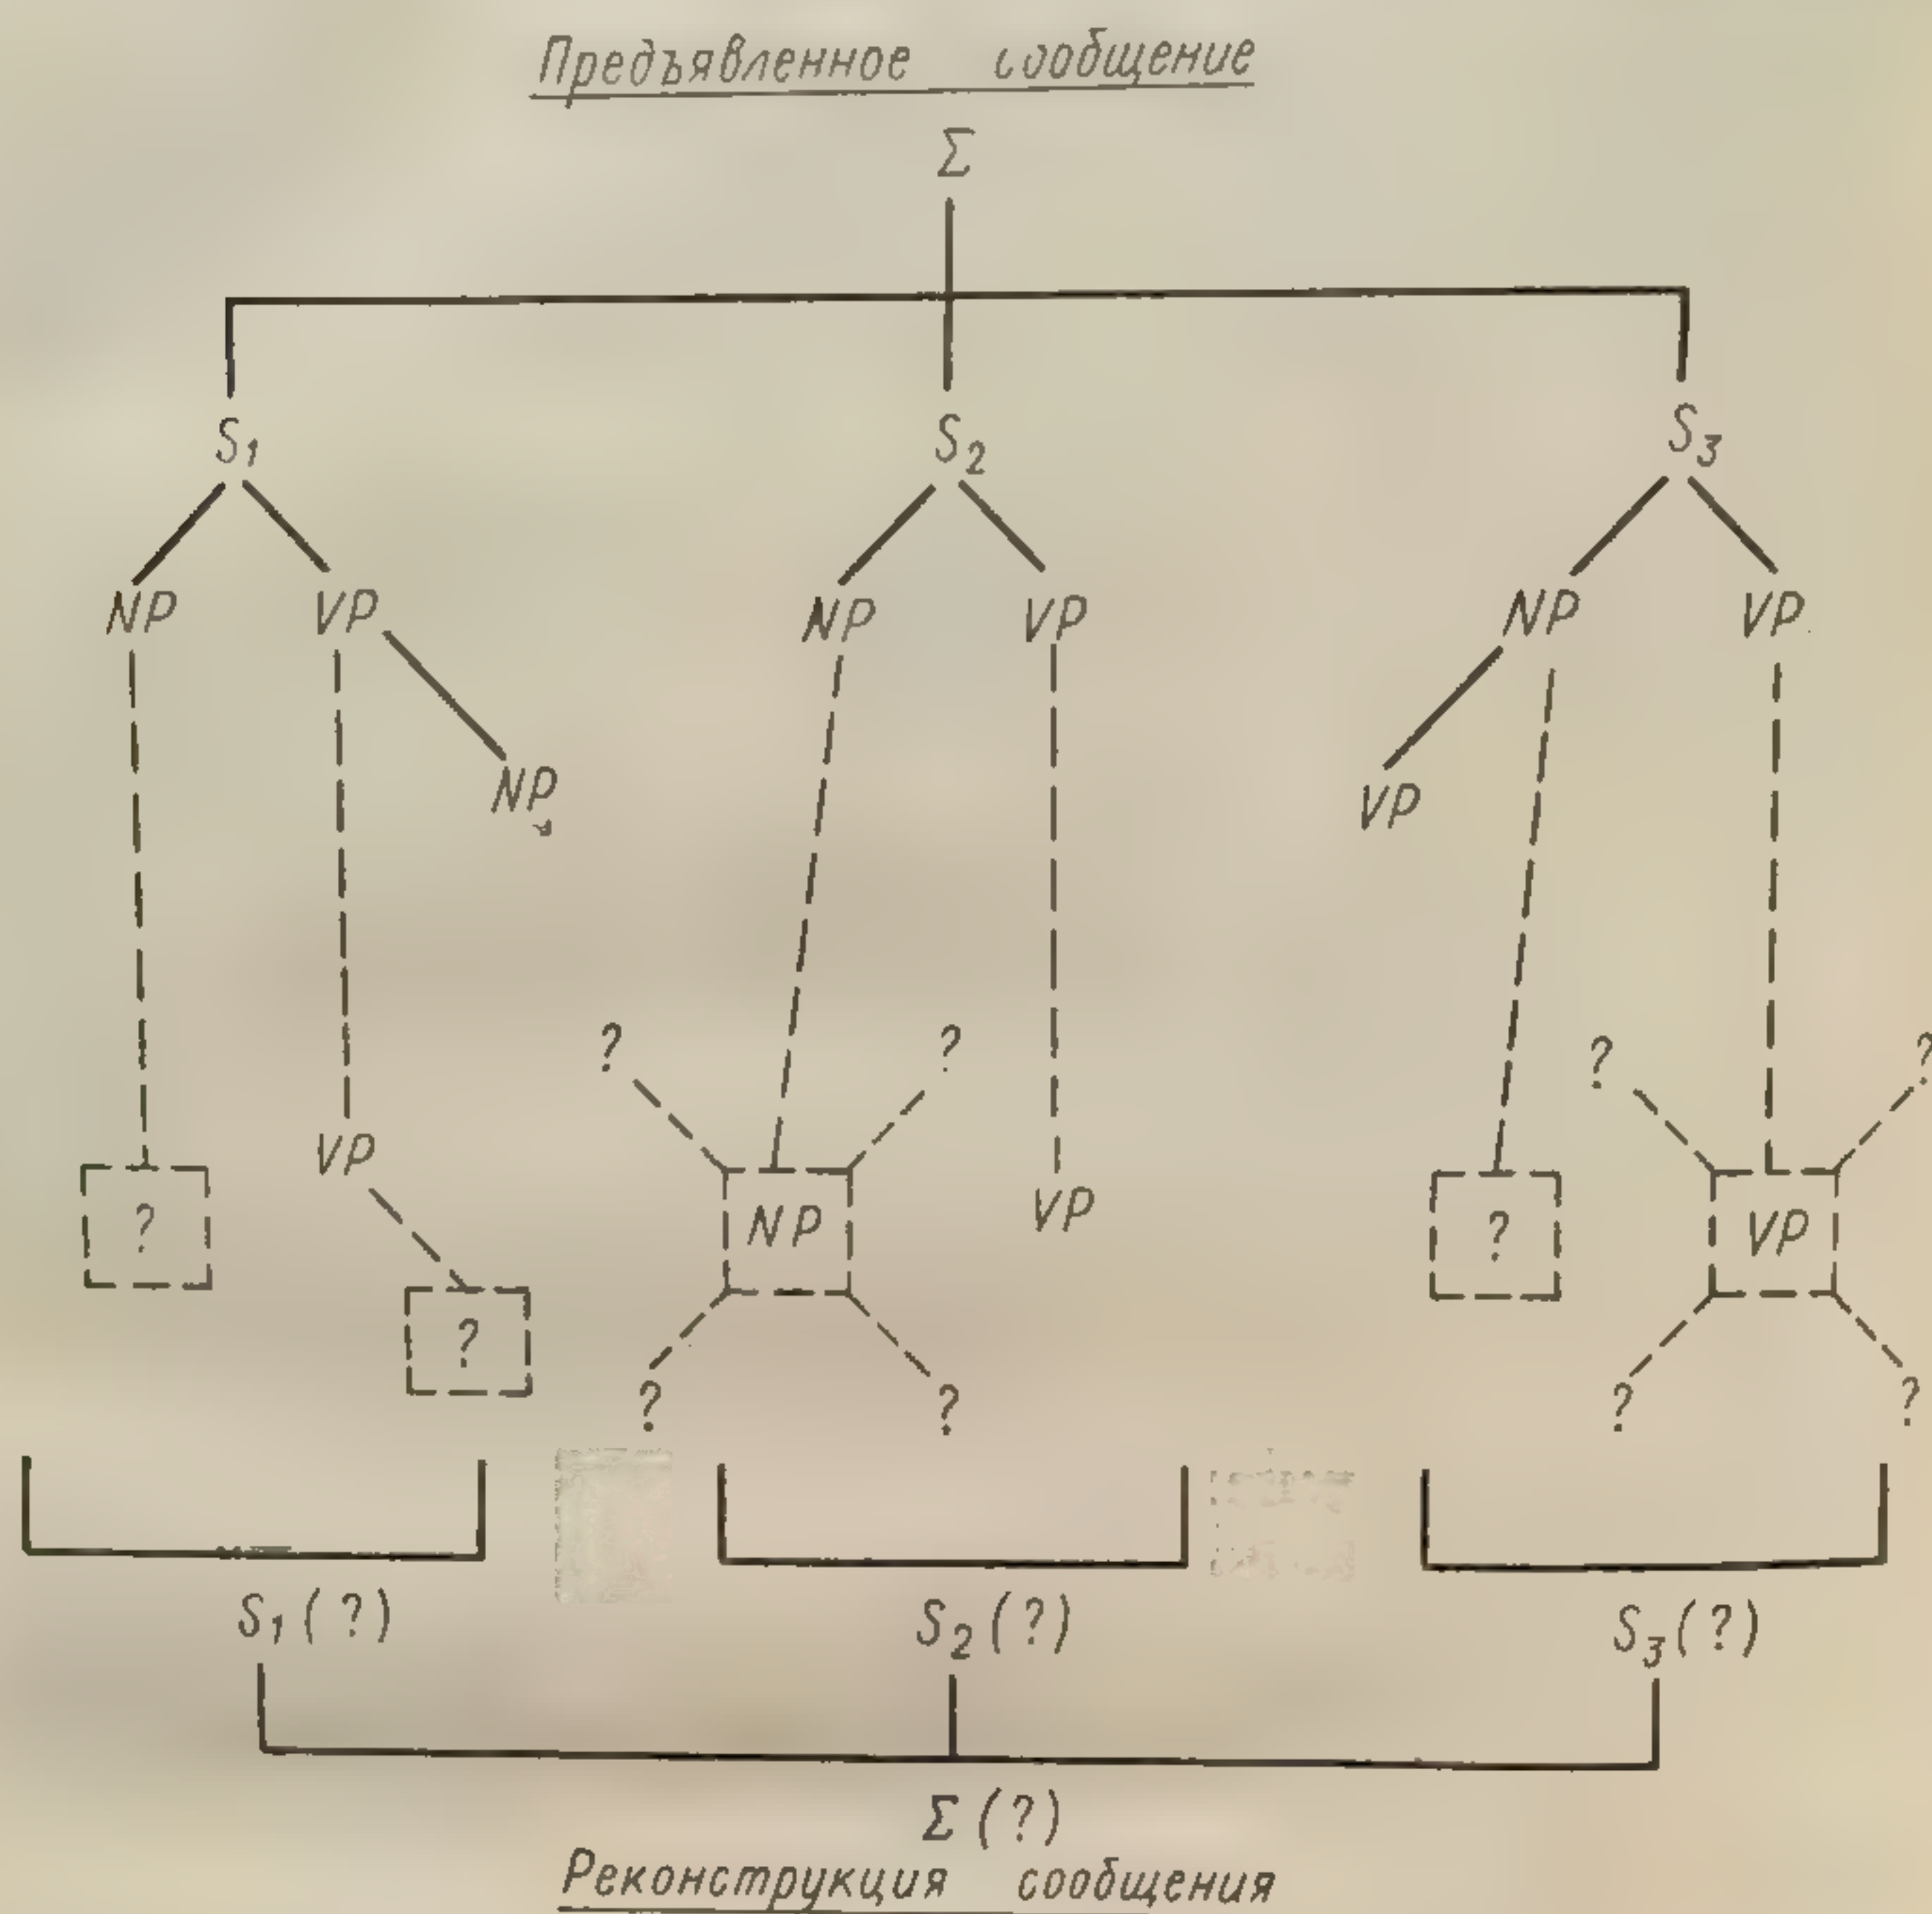 Предъявленное сообщение
Σ
S₁ S₂ S₃
NP VP NP VP NP VP
NP VP
? ? ? ?
VP
? NP VP ? VP
?
? ? ? ?
S₁(?) S₂(?) S₃(?)
Σ(?)
Реконструкция сообщения